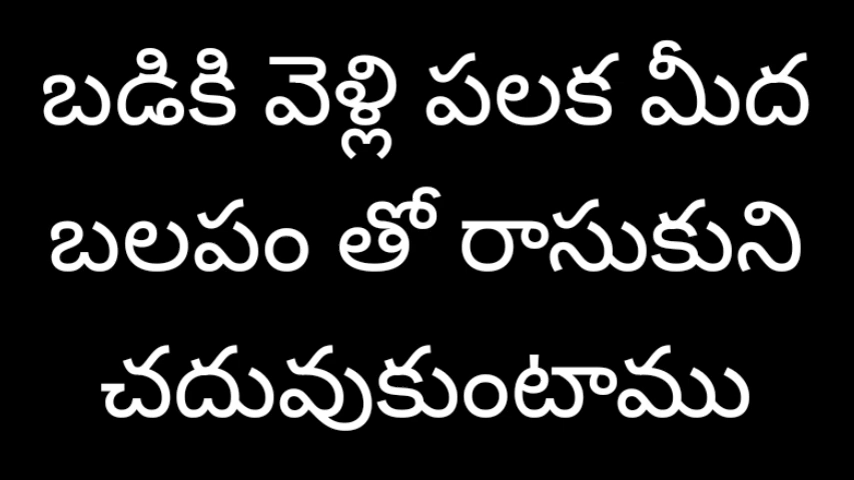 బడికి వెళ్లి పలక మీద
బలపం తో రాసుకుని
చదువుకుంటాము